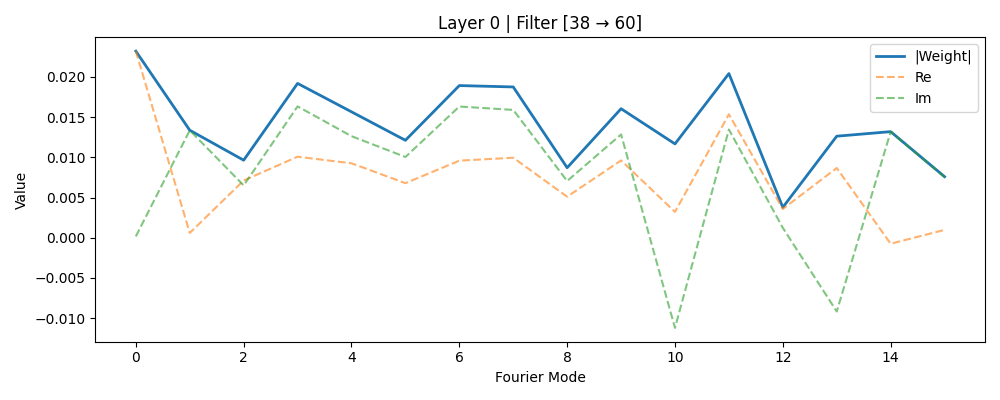 Layer 0 | Filter [38 → 60]
|Weight|
Re
Im
Value
0.020
0.015
0.010
0.005
0.000
−0.005
−0.010
0 2 4 6 8 10 12 14
Fourier Mode